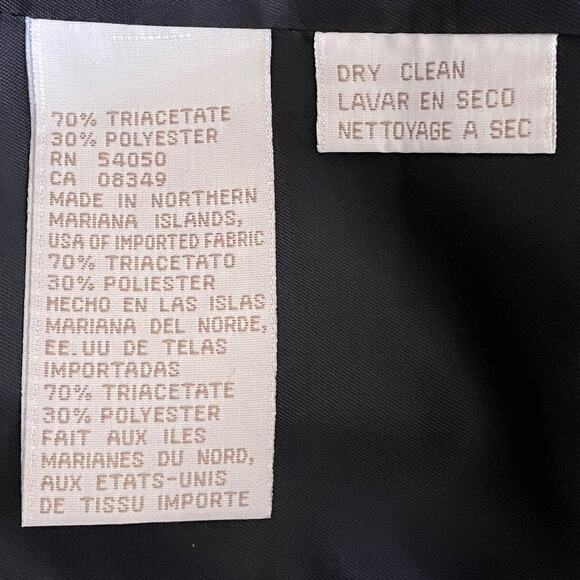 70% TRIACETATE
30% POLYESTER
RN 54050
CA 08349
MADE IN NORTHERN
MARIANA ISLANDS,
USA OF IMPORTED FABRIC
70% TRIACETATO
30% POLIESTER
HECHO EN LAS ISLAS
MARIANA DEL NORDE,
EE.UU DE TELAS
IMPORTADAS
70% TRIACETATE
30% POLYESTER
FAIT AUX ILES
MARIANES DU NORD,
AUX ETATS-UNIS
DE TISSU IMPORTE
DRY CLEAN
LAVAR EN SECO
NETTOYAGE A SEC